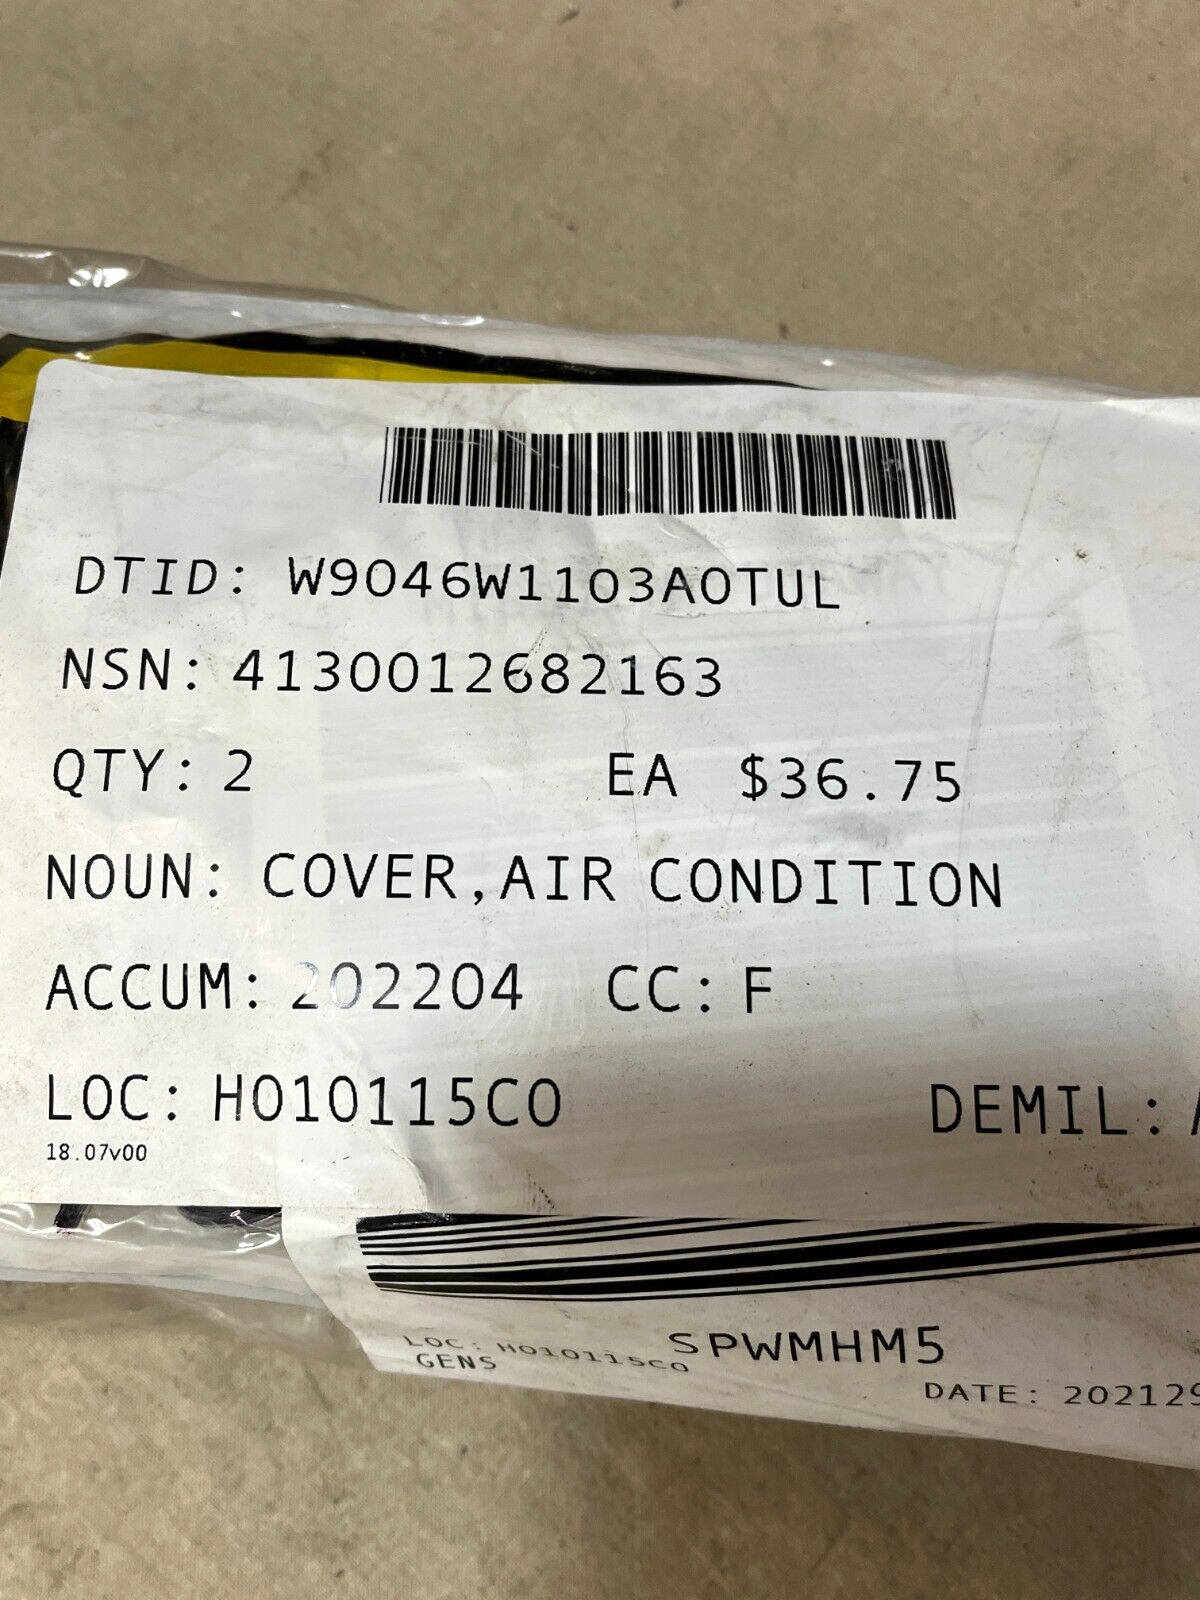 DTID: W9046W1103A0TUL
NSN: 4130012682163
QTY: 2 EA $36.75
NOUN: COVER,AIR CONDITION
ACCUM: 202204 CC: F
LOC: H010115C0 DEMIL:
18.07v00
LOC: H010115C0 SPWMHM5
GENS
DATE: 202129